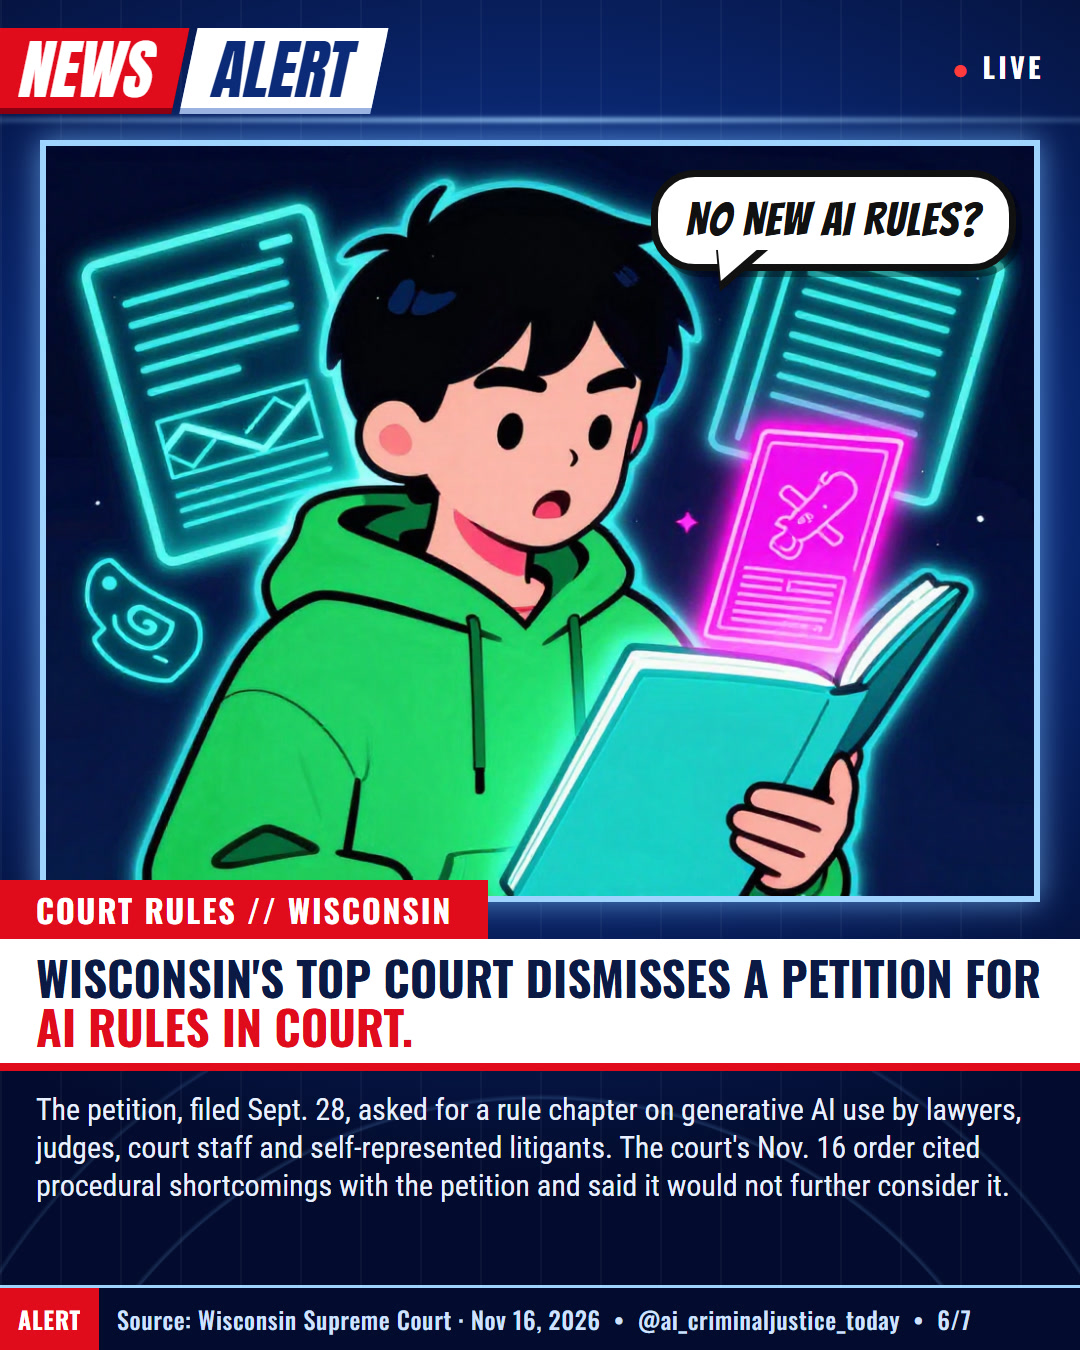 NEWS ALERT
LIVE
NO NEW AI RULES?
COURT RULES // WISCONSIN
WISCONSIN'S TOP COURT DISMISSES A PETITION FOR
AI RULES IN COURT.
The petition, filed Sept. 28, asked for a rule chapter on generative AI use by lawyers,
judges, court staff and self-represented litigants. The court's Nov. 16 order cited
procedural shortcomings with the petition and said it would not further consider it.
ALERT Source: Wisconsin Supreme Court · Nov 16, 2026 • @ai_criminaljustice_today • 6/7